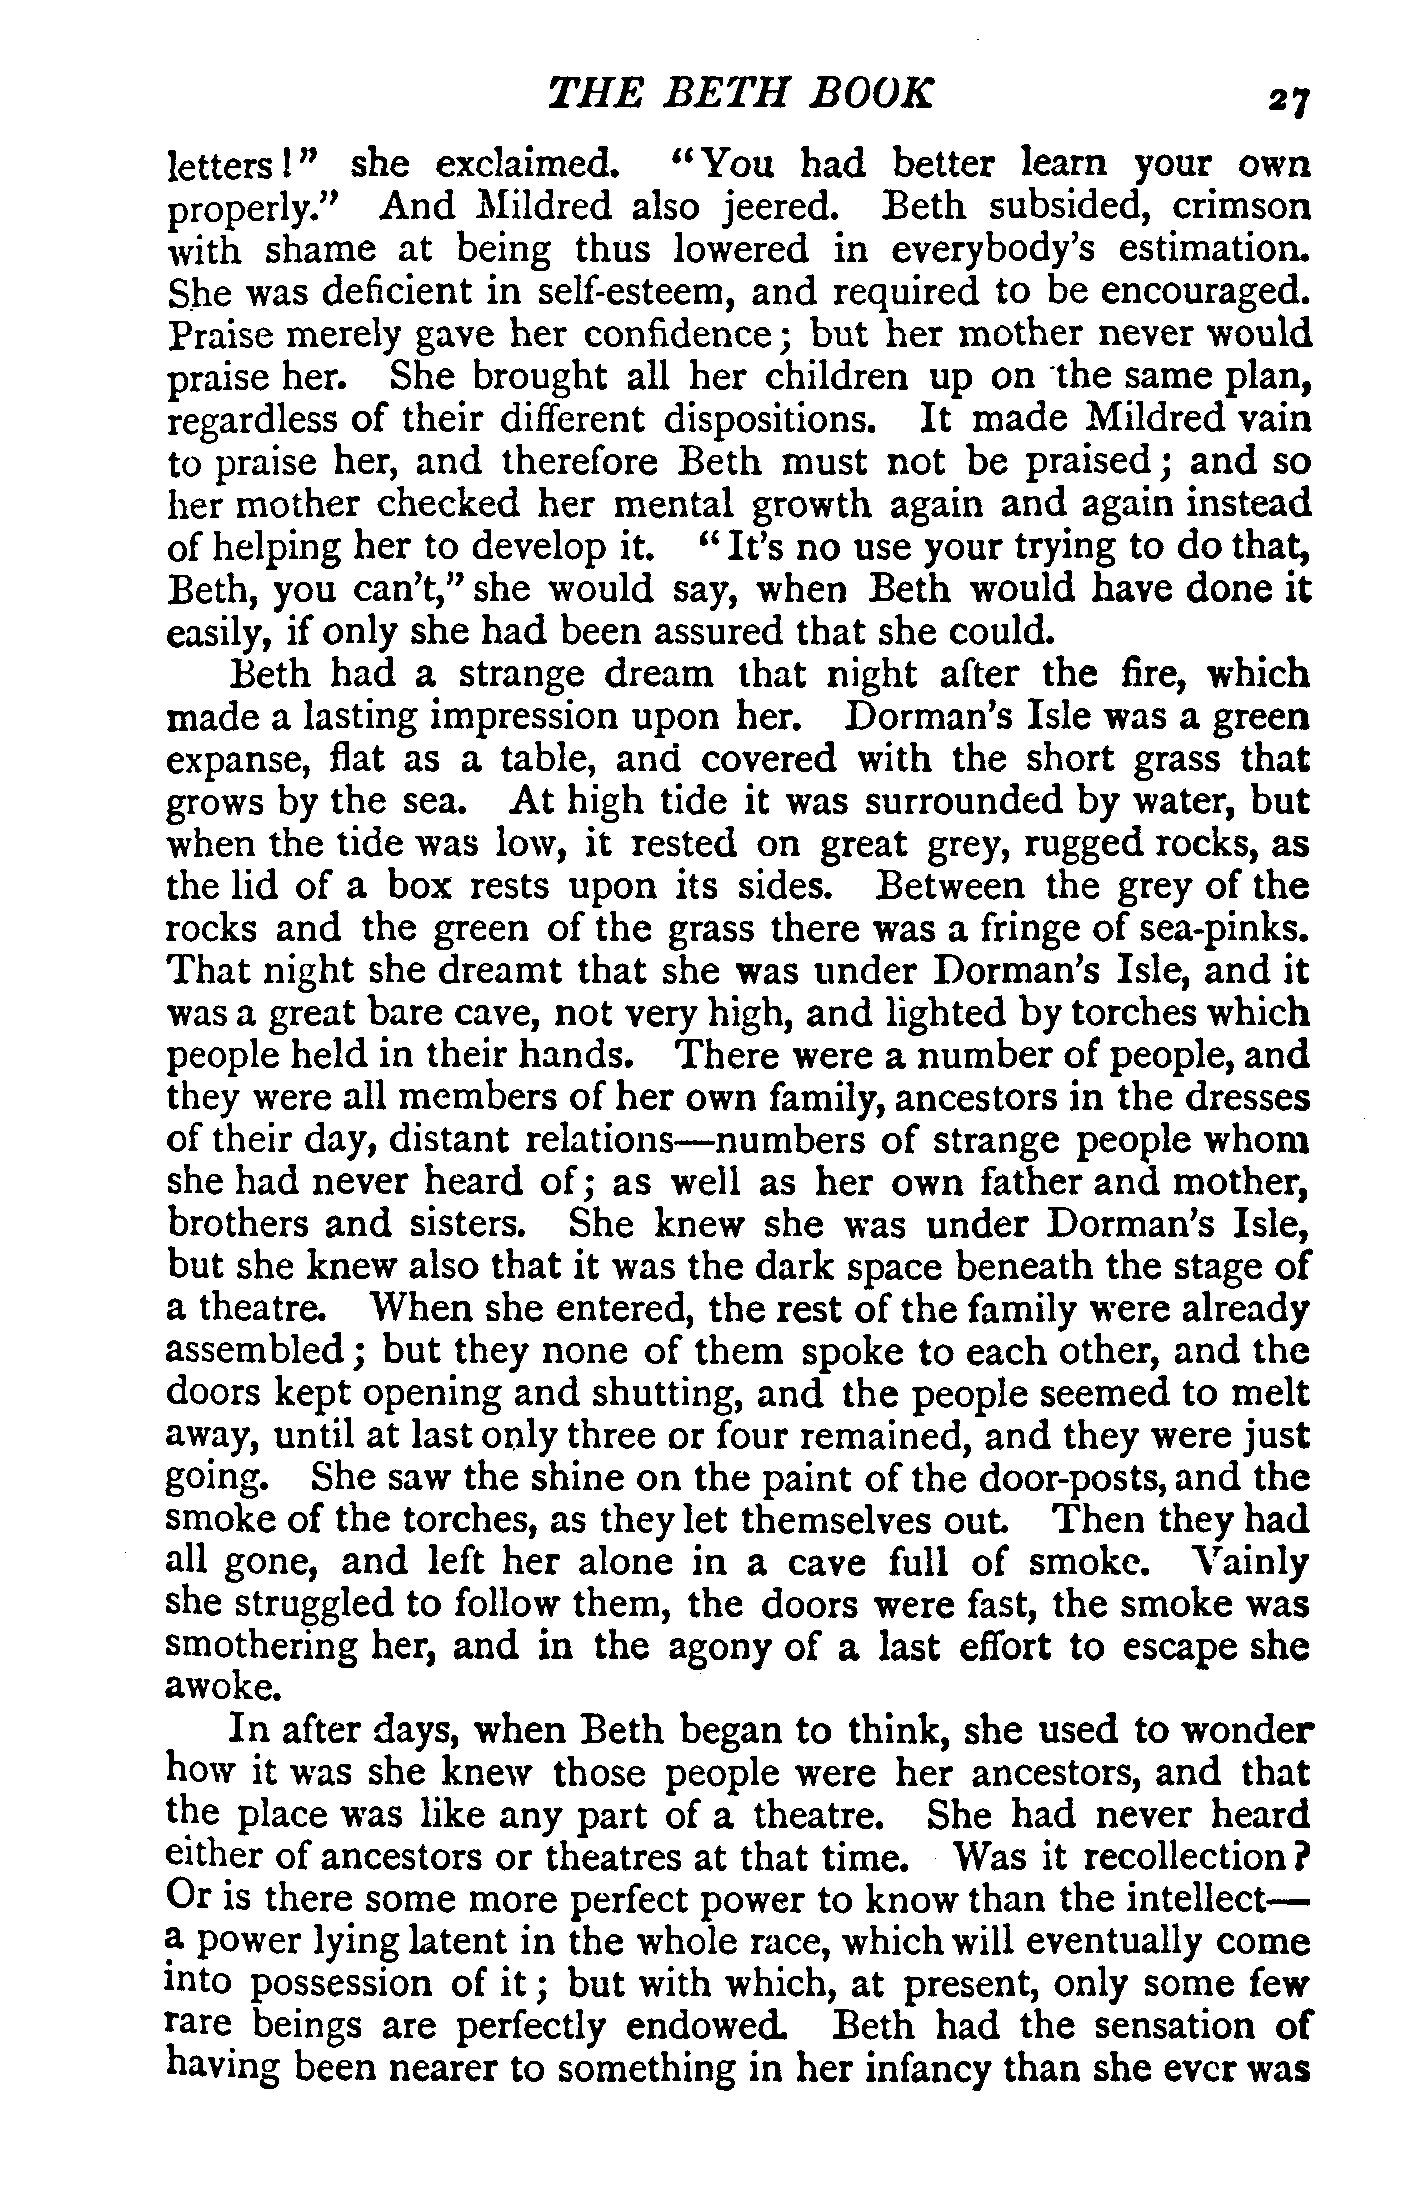 THE BETH BOOK 27
letters!" she exclaimed. "You had better learn your own
properly." And Mildred also jeered. Beth subsided, crimson
with shame at being thus lowered in everybody's estimation.
She was deficient in self-esteem, and required to be encouraged.
Praise merely gave her confidence; but her mother never would
praise her. She brought all her children up on the same plan,
regardless of their different dispositions. It made Mildred vain
to praise her, and therefore Beth must not be praised; and so
her mother checked her mental growth again and again instead
of helping her to develop it. "It's no use your trying to do that,
Beth, you can't," she would say, when Beth would have done it
easily, if only she had been assured that she could.
Beth had a strange dream that night after the fire, which
made a lasting impression upon her. Dorman's Isle was a green
expanse, flat as a table, and covered with the short grass that
grows by the sea. At high tide it was surrounded by water, but
when the tide was low, it rested on great grey, rugged rocks, as
the lid of a box rests upon its sides. Between the grey of the
rocks and the green of the grass there was a fringe of sea-pinks.
That night she dreamt that she was under Dorman's Isle, and it
was a great bare cave, not very high, and lighted by torches which
people held in their hands. There were a number of people, and
they were all members of her own family, ancestors in the dresses
of their day, distant relations—numbers of strange people whom
she had never heard of; as well as her own father and mother,
brothers and sisters. She knew she was under Dorman's Isle,
but she knew also that it was the dark space beneath the stage of
a theatre. When she entered, the rest of the family were already
assembled; but they none of them spoke to each other, and the
doors kept opening and shutting, and the people seemed to melt
away, until at last only three or four remained, and they were just
going. She saw the shine on the paint of the door-posts, and the
smoke of the torches, as they let themselves out. Then they had
all gone, and left her alone in a cave full of smoke. Vainly
she struggled to follow them, the doors were fast, the smoke was
smothering her, and in the agony of a last effort to escape she
awoke.
In after days, when Beth began to think, she used to wonder
how it was she knew those people were her ancestors, and that
the place was like any part of a theatre. She had never heard
either of ancestors or theatres at that time. Was it recollection?
Or is there some more perfect power to know than the intellect—
a power lying latent in the whole race, which will eventually come
into possession of it; but with which, at present, only some few
rare beings are perfectly endowed. Beth had the sensation of
having been nearer to something in her infancy than she ever was